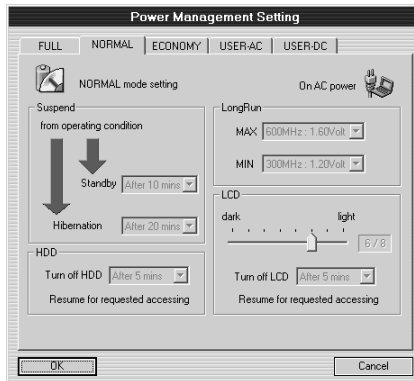 Power Management Setting
FULL NORMAL ECONOMY USER-AC USER-DC
NORMAL mode setting
On AC power
Suspend
from operating condition
Standby After 10 mins
Hibernation After 20 mins
HDD
Turn off HDD After 5 mins
Resume for requested accessing
LongRun
MAX 600MHz : 1.60Volt
MIN 300MHz : 1.20Volt
LCD
dark light
6 / 8
Turn off LCD After 5 mins
Resume for requested accessing
OK Cancel